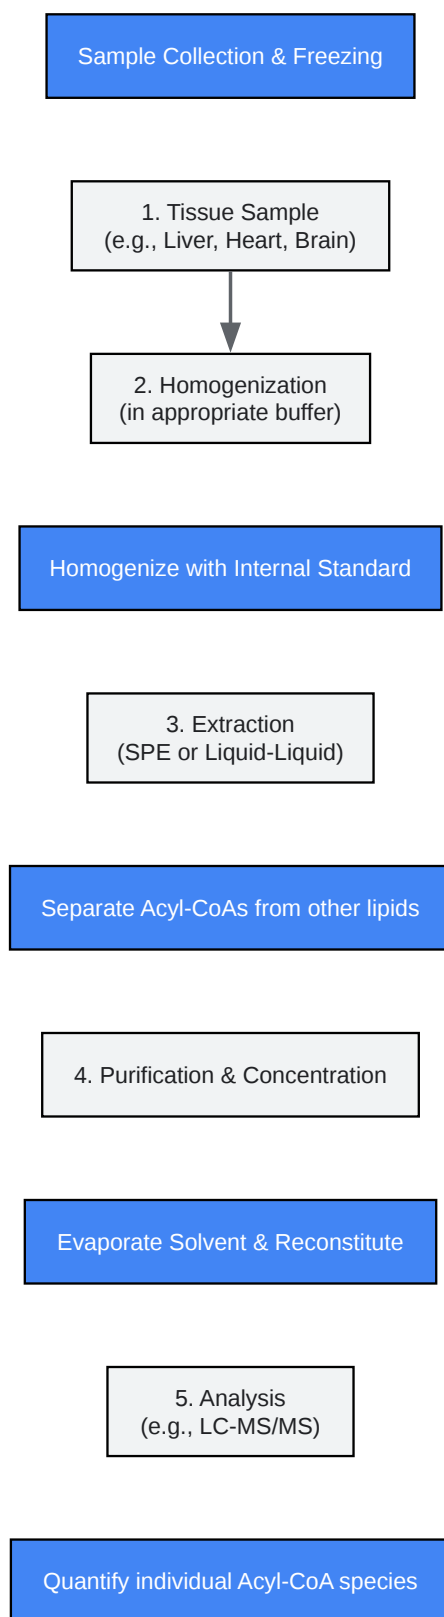 Sample Collection & Freezing
1. Tissue Sample
(e.g., Liver, Heart, Brain)
2. Homogenization
(in appropriate buffer)
Homogenize with Internal Standard
3. Extraction
(SPE or Liquid-Liquid)
Separate Acyl-CoAs from other lipids
4. Purification & Concentration
Evaporate Solvent & Reconstitute
5. Analysis
(e.g., LC-MS/MS)
Quantify individual Acyl-CoA species